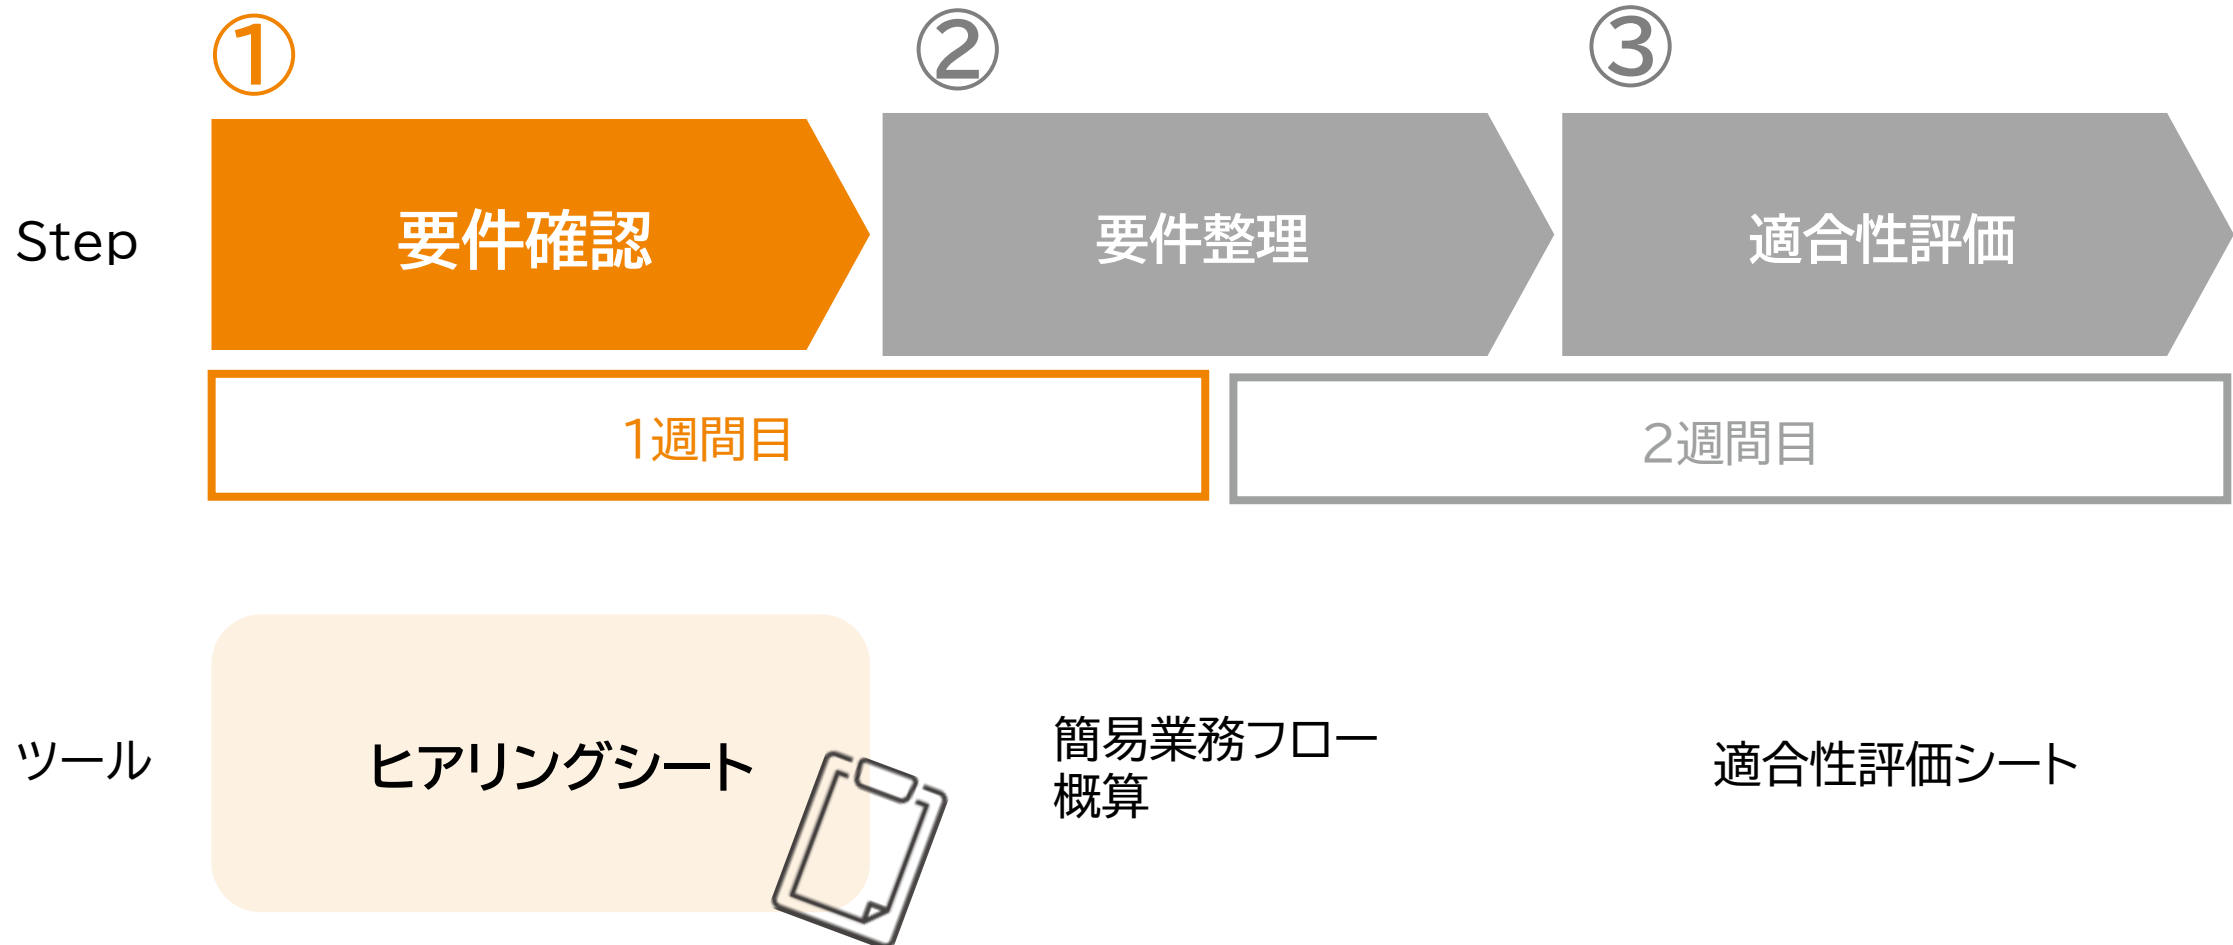 ①
②
③
Step
要件確認
要件整理
適合性評価
1週間目
2週間目
ツール
ヒアリングシート
簡易業務フロー
概算
適合性評価シート